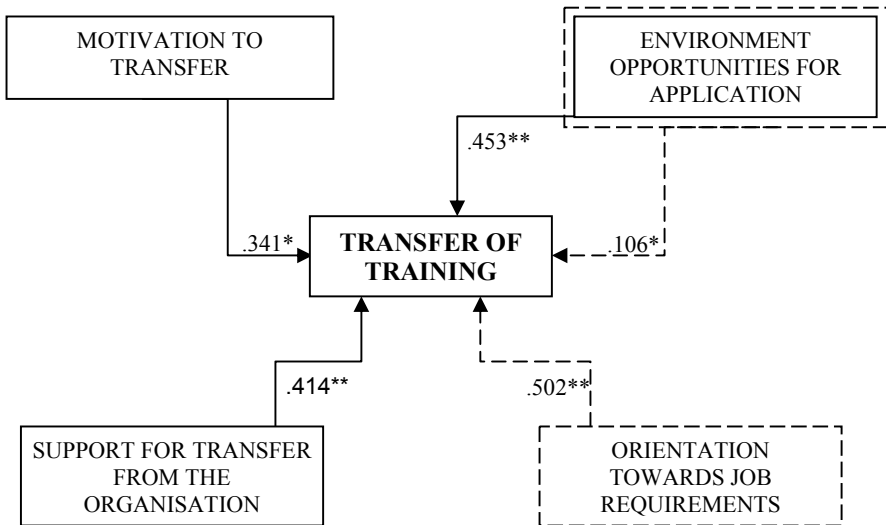 MOTIVATION TO
TRANSFER
ENVIRONMENT
OPPORTUNITIES FOR
APPLICATION
.453**
.341*
TRANSFER OF
TRAINING
.106*
.414**
.502**
SUPPORT FOR TRANSFER
FROM THE
ORGANISATION
ORIENTATION
TOWARDS JOB
REQUIREMENTS